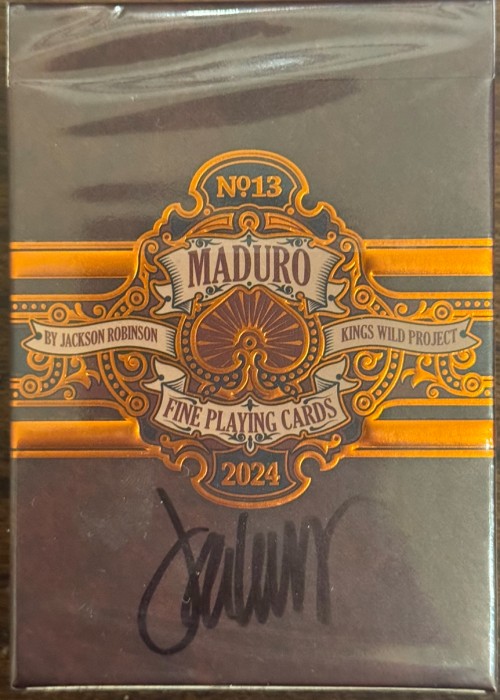 Nº13
MADURO
BY JACKSON ROBINSON
KINGS WILD PROJECT
FINE PLAYING CARDS
2024